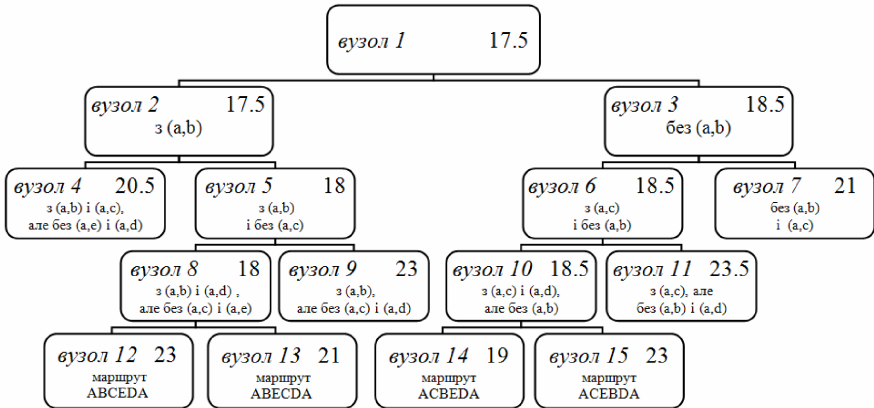 вузол 1 17.5
вузол 2 17.5
з (a,b)
вузол 3 18.5
без (a,b)
вузол 4 20.5
з (a,b) і (a,c),
але без (a,e) і (a,d)
вузол 5 18
з (a,b)
і без (a,c)
вузол 6 18.5
з (a,c)
і без (a,b)
вузол 7 21
без (a,b)
і (a,c)
вузол 8 18
з (a,b) і (a,d) ,
але без (a,c) і (a,e)
вузол 9 23
з (a,b),
але без (a,c) і (a,d)
вузол 10 18.5
з (a,c) і (a,d),
але без (a,b)
вузол 11 23.5
з (a,c), але
без (a,b) і (a,d)
вузол 12 23
маршрут
ABCEDA
вузол 13 21
маршрут
ABECDA
вузол 14 19
маршрут
ACBEDA
вузол 15 23
маршрут
ACEBDA